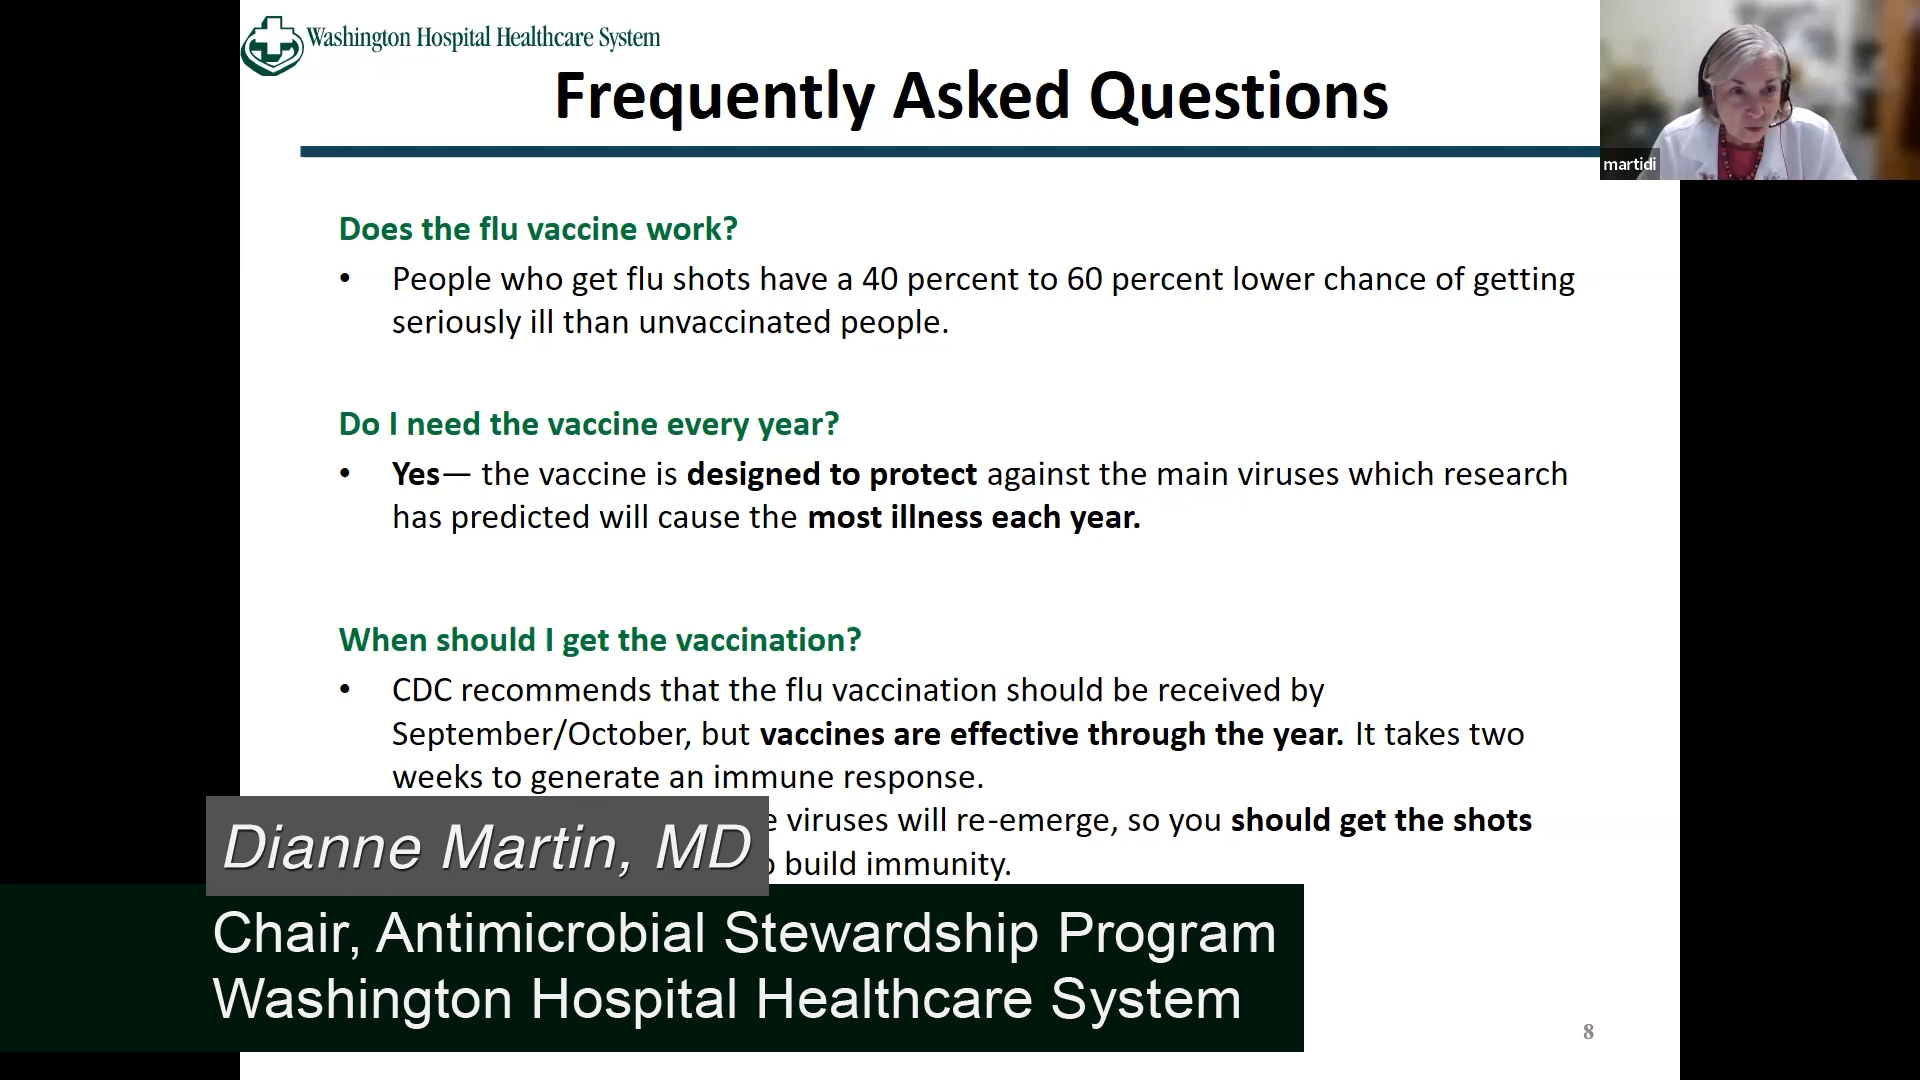 Washington Hospital Healthcare System
Frequently Asked Questions
martidi
Does the flu vaccine work?
• People who get flu shots have a 40 percent to 60 percent lower chance of getting
seriously ill than unvaccinated people.
Do I need the vaccine every year?
• Yes— the vaccine is designed to protect against the main viruses which research
has predicted will cause the most illness each year.
When should I get the vaccination?
• CDC recommends that the flu vaccination should be received by
September/October, but vaccines are effective through the year. It takes two
weeks to generate an immune response.
viruses will re-emerge, so you should get the shots
build immunity.
Dianne Martin, MD
Chair, Antimicrobial Stewardship Program
Washington Hospital Healthcare System
8